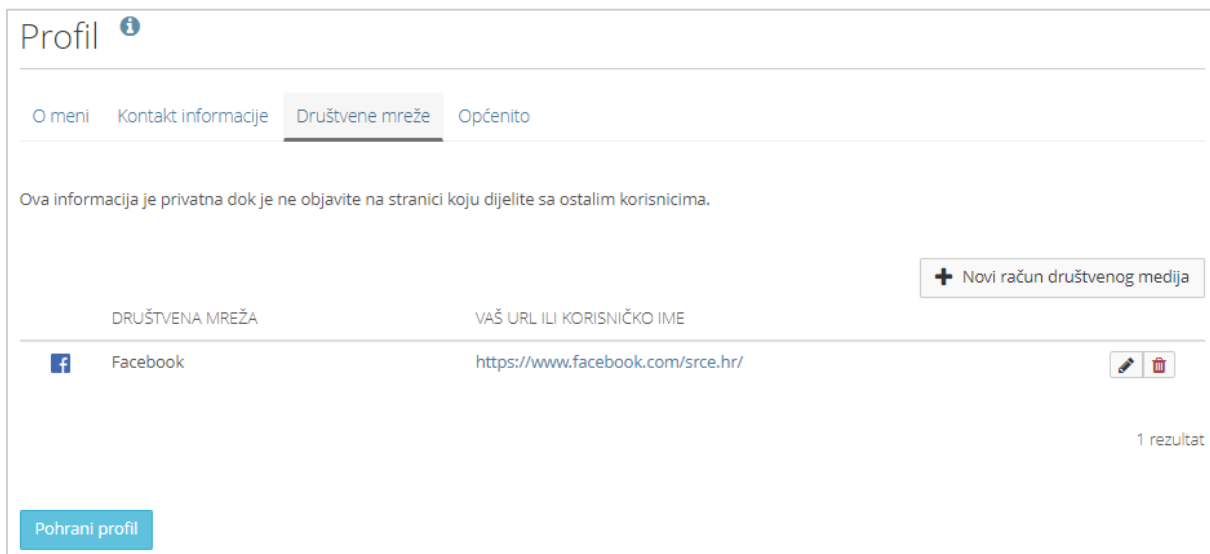 Profil
O meni Kontakt informacije Društvene mreže Općenito
Ova informacija je privatna dok je ne objavite na stranici koju dijelite sa ostalim korisnicima.
Novi račun društvenog medija
DRUŠTVENA MREŽA VAŠ URL ILI KORISNIČKO IME
Facebook https://www.facebook.com/srce.hr/
1 rezultat
Pohrani profil